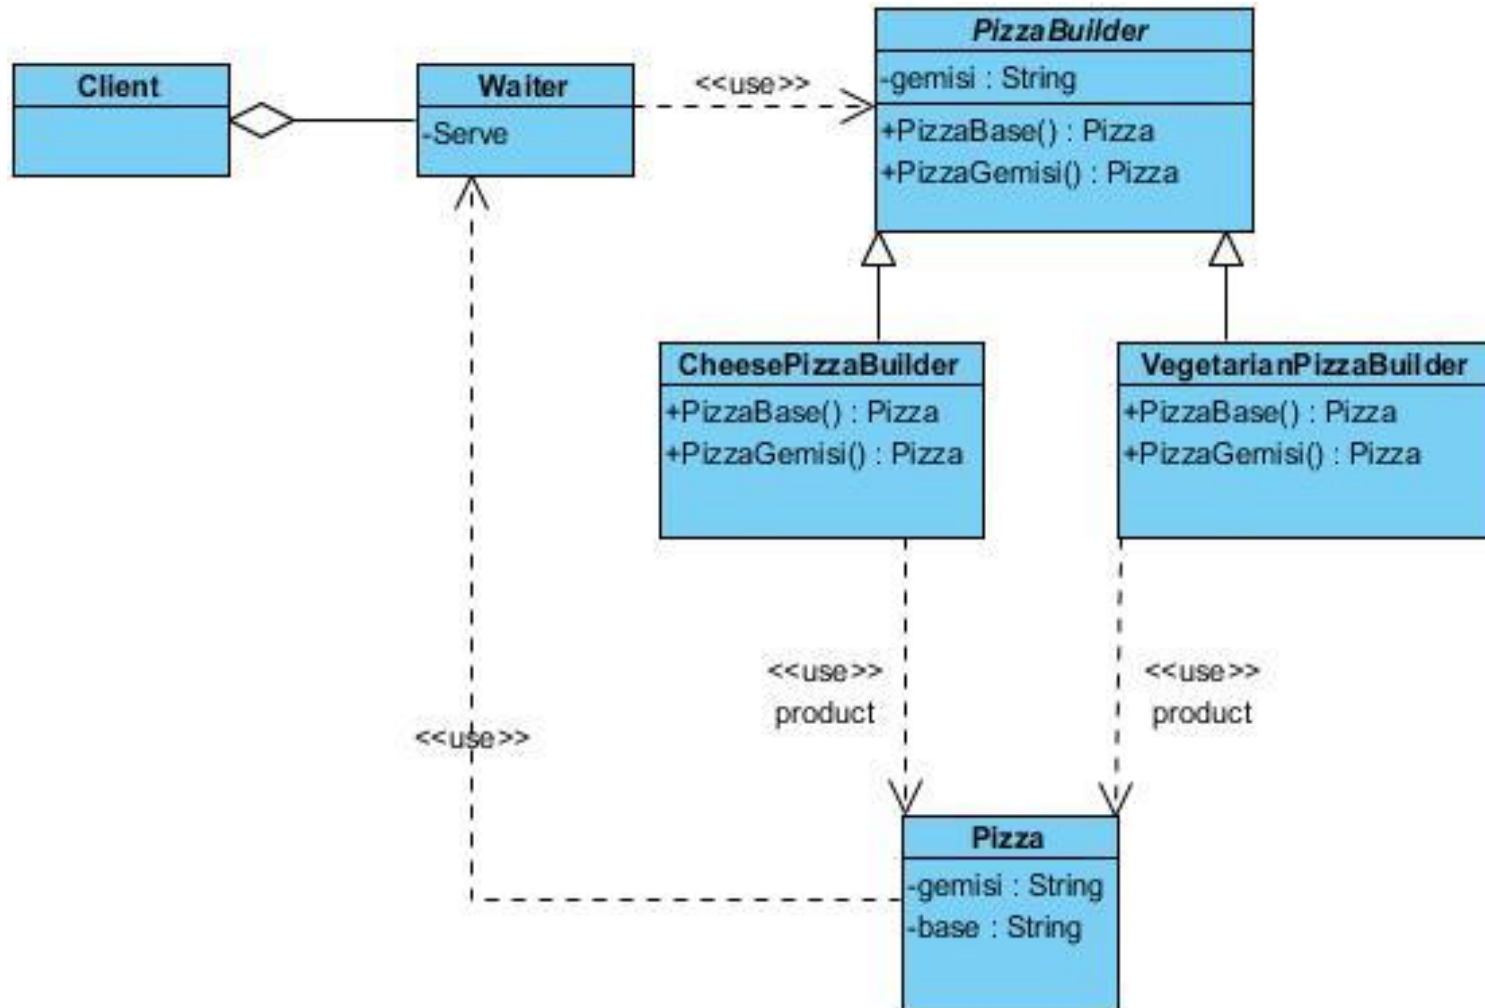 Client
Waiter
-Serve
<<use>>
PizzaBuilder
-gemisi : String
+PizzaBase() : Pizza
+PizzaGemisi() : Pizza
CheesePizzaBuilder
+PizzaBase() : Pizza
+PizzaGemisi() : Pizza
VegetarianPizzaBuilder
+PizzaBase() : Pizza
+PizzaGemisi() : Pizza
<<use>>
product
<<use>>
product
<<use>>
Pizza
-gemisi : String
-base : String